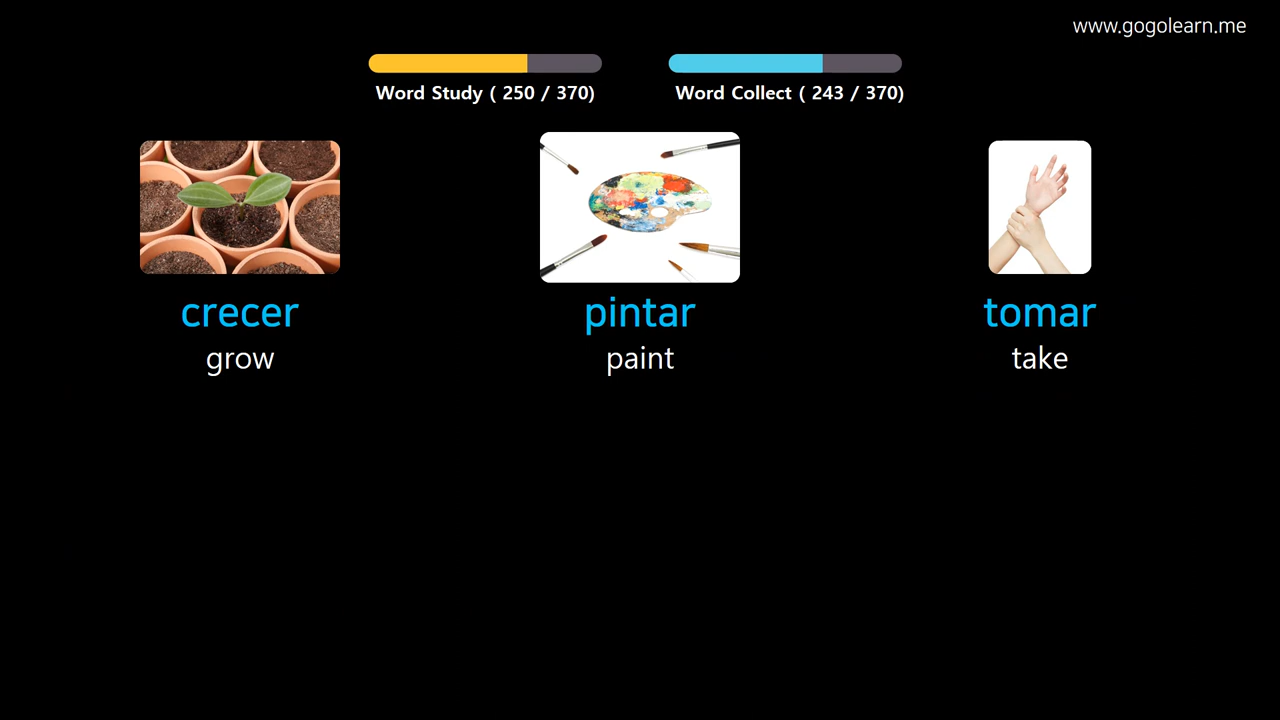 www.gogolearn.me
Word Study ( 250 / 370)
Word Collect ( 243 / 370)
crecer
grow
pintar
paint
tomar
take